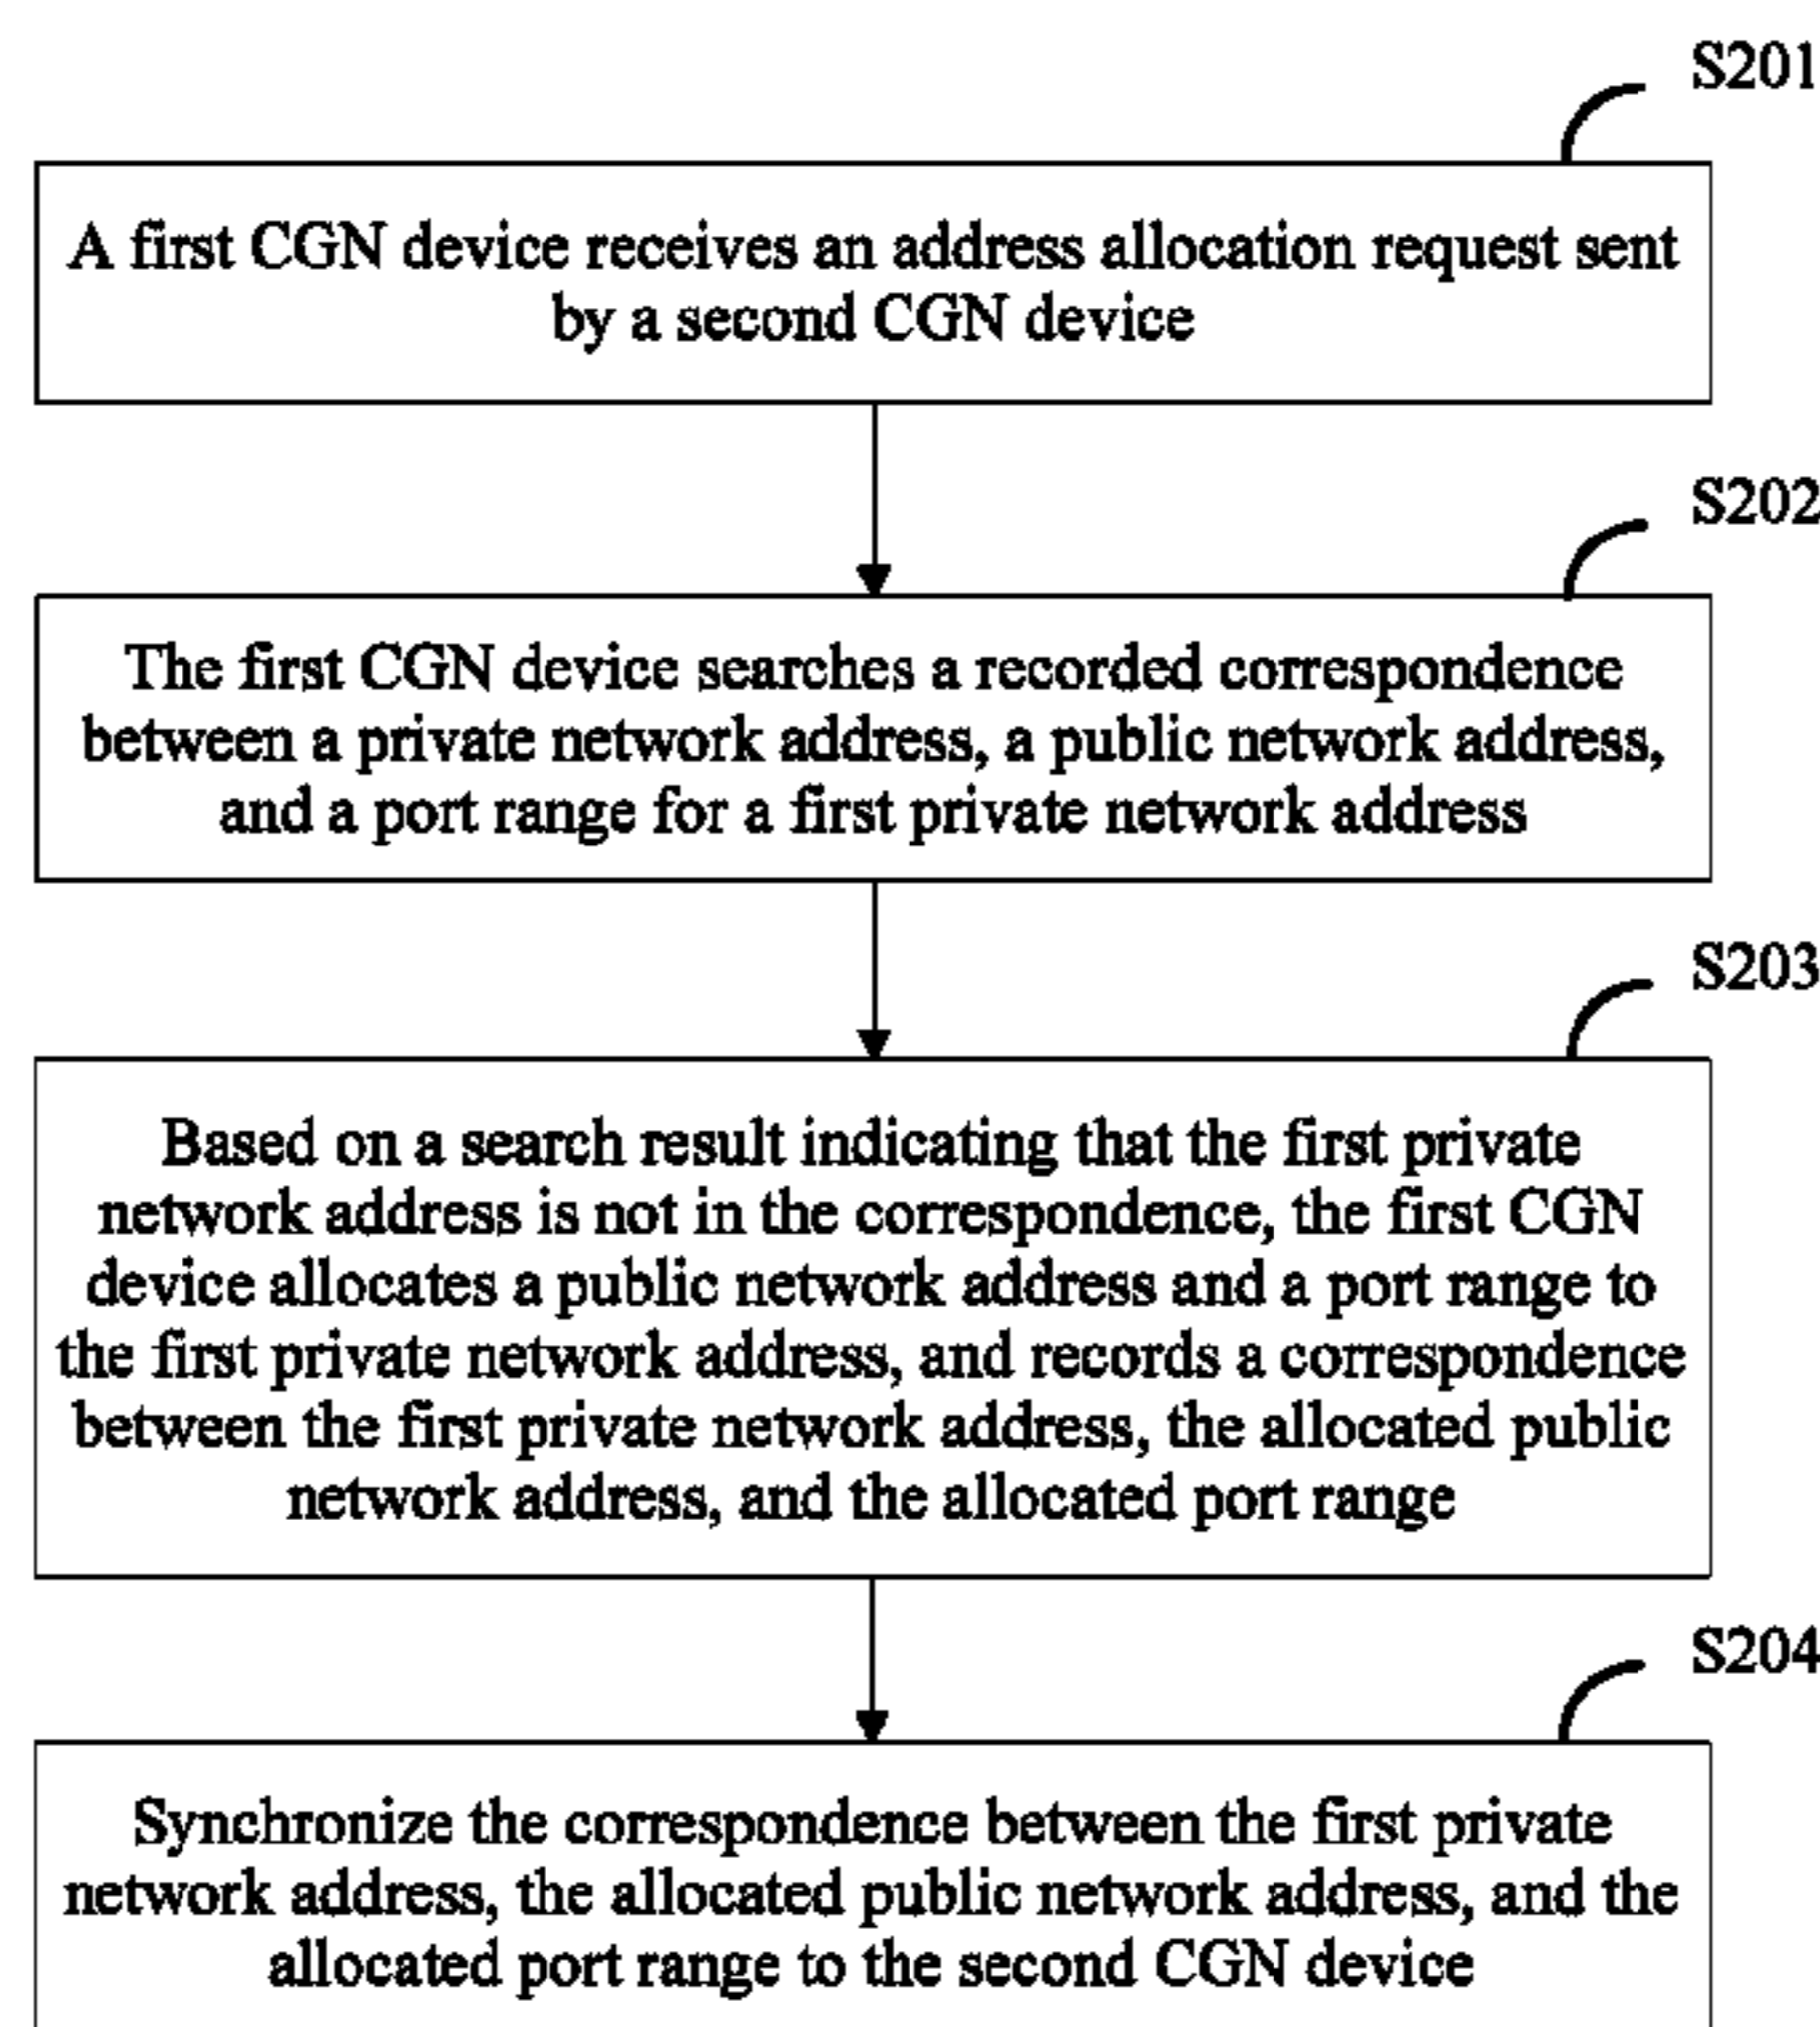 S201
A first CGN device receives an address allocation request sent
by a second CGN device
S202
The first CGN device searches a recorded correspondence
between a private network address, a public network address,
and a port range for a first private network address
S203
Based on a search result indicating that the first private
network address is not in the correspondence, the first CGN
device allocates a public network address and a port range to
the first private network address, and records a correspondence
between the first private network address, the allocated public
network address, and the allocated port range
S204
Synchronize the correspondence between the first private
network address, the allocated public network address, and the
allocated port range to the second CGN device